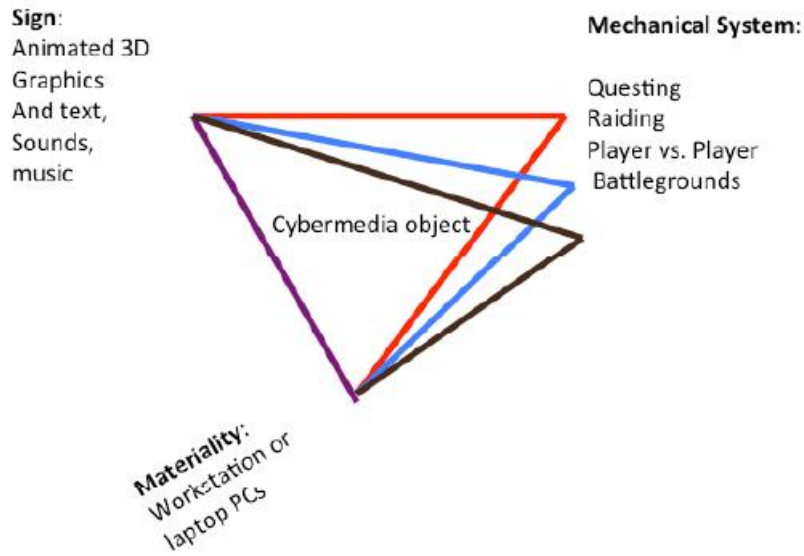 Sign:
Animated 3D
Graphics
And text,
Sounds,
music
Mechanical System:
Questing
Raiding
Player vs. Player
Battlegrounds
Cybermedia object
Materiality:
Workstation or
laptop PCs